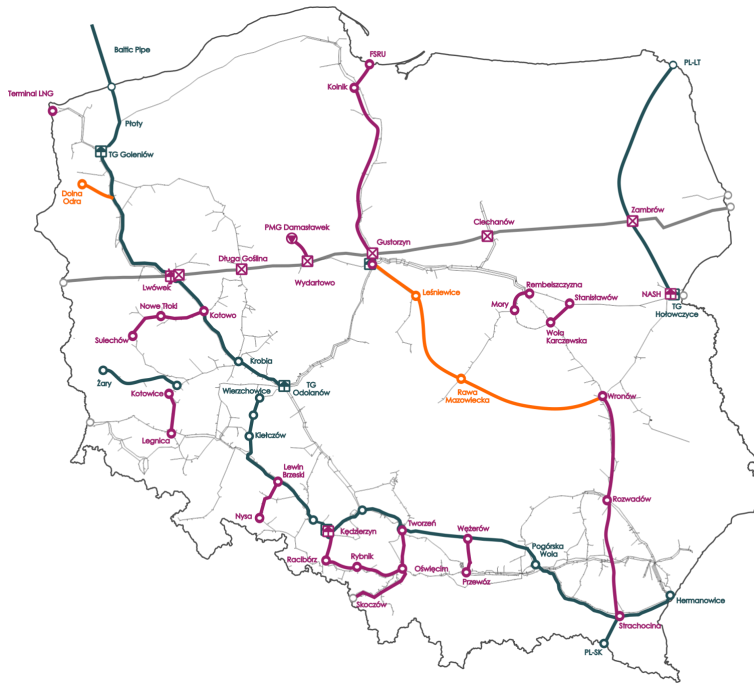 Baltic Pipe
FSRU
PL-LT
Terminal LNG
Kolnik
Płoty
TG Goleniów
Dolna
Odra
Zambrów
Ciechanów
PMG Damasławek
Gustorzyn
Długa Goślina
Lwówek
Wydartowo
Rembelszczyzna
Leśniewice
NASH
Stanisławów
TG
Hołowczyce
Nowe Tłoki
Kotowo
Mory
Wola
Karczewska
Sulechów
Krobia
Żary
Wierzchowice
TG
Odolanów
Rawa
Mazowiecka
Kotowice
Wronów
Kiełczów
Legnica
Lewin
Brzeski
Rozwadów
Nysa
Kędzierzyn
Tworzeń
Wężerów
Pogórska
Wola
Racibórz
Rybnik
Oświęcim
Przewóz
Skoczów
Hermanowice
Strachocina
PL-SK